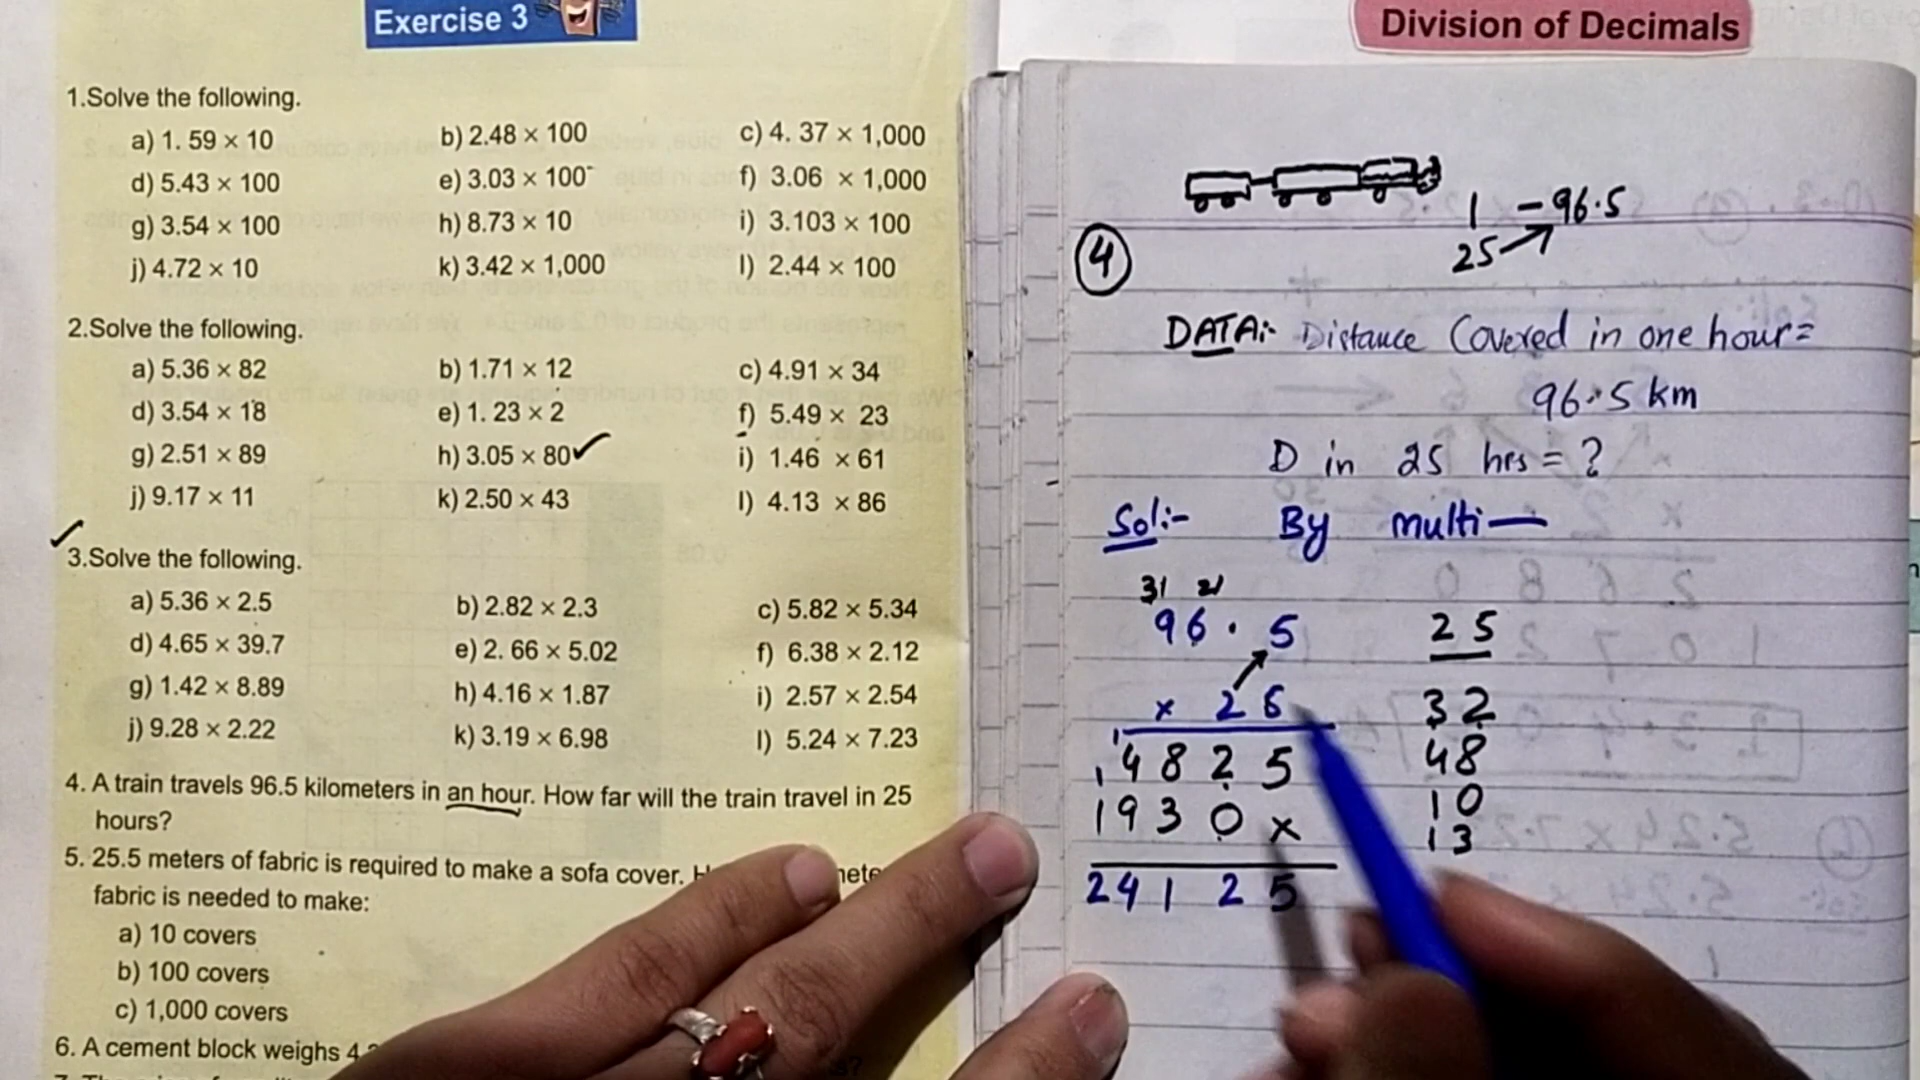 Exercise 3
1.Solve the following.
a) 1. 59 × 10 b) 2.48 × 100 c) 4. 37 × 1,000
d) 5.43 × 100 e) 3.03 × 100 f) 3.06 × 1,000
g) 3.54 × 100 h) 8.73 × 10 i) 3.103 × 100
j) 4.72 × 10 k) 3.42 × 1,000 l) 2.44 × 100
2.Solve the following.
a) 5.36 × 82 b) 1.71 × 12 c) 4.91 × 34
d) 3.54 × 18 e) 1. 23 × 2 f) 5.49 × 23
g) 2.51 × 89 h) 3.05 × 80 i) 1.46 × 61
j) 9.17 × 11 k) 2.50 × 43 l) 4.13 × 86
3.Solve the following.
a) 5.36 × 2.5 b) 2.82 × 2.3 c) 5.82 × 5.34
d) 4.65 × 39.7 e) 2. 66 × 5.02 f) 6.38 × 2.12
g) 1.42 × 8.89 h) 4.16 × 1.87 i) 2.57 × 2.54
j) 9.28 × 2.22 k) 3.19 × 6.98 l) 5.24 × 7.23
4. A train travels 96.5 kilometers in an hour. How far will the train travel in 25
hours?
5. 25.5 meters of fabric is required to make a sofa cover.
fabric is needed to make:
a) 10 covers
b) 100 covers
c) 1,000 covers
6. A cement block weighs 4
Division of Decimals
1 - 96.5
25
4
DATA:- Distance Covered in one hour =
96.5 km
D in 25 hrs = ?
Sol:- By multi—
31 21
96.5 25
× 25 32
4825 48
1930× 10
13
24125